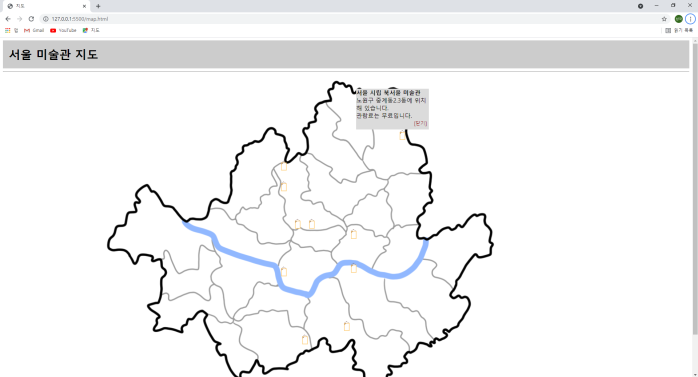 지도
127.0.0.1:5500/map.html
앱
Gmail
YouTube
지도
읽기 목록
서울 미술관 지도
서울 시립 북서울 미술관
노원구 중계동2.3동에 위치
해 있습니다.
관람료는 무료입니다.
[닫기]